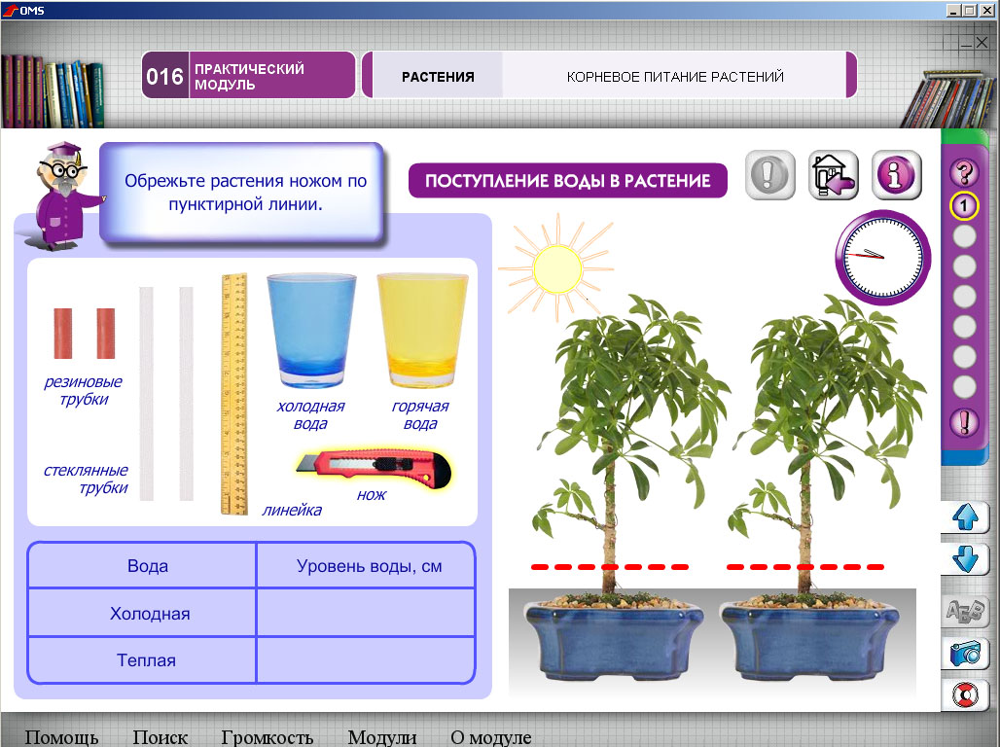 OMS
016
ПРАКТИЧЕСКИЙ
МОДУЛЬ
РАСТЕНИЯ
КОРНЕВОЕ ПИТАНИЕ РАСТЕНИЙ
Обрежьте растения ножом по
пунктирной линии.
ПОСТУПЛЕНИЕ ВОДЫ В РАСТЕНИЕ
!
i
?
1
резиновые
трубки
холодная
вода
горячая
вода
стеклянные
трубки
нож
линейка
!
Вода
Уровень воды, см
Холодная
Теплая
АБВ
Помощь
Поиск
Громкость
Модули
О модуле